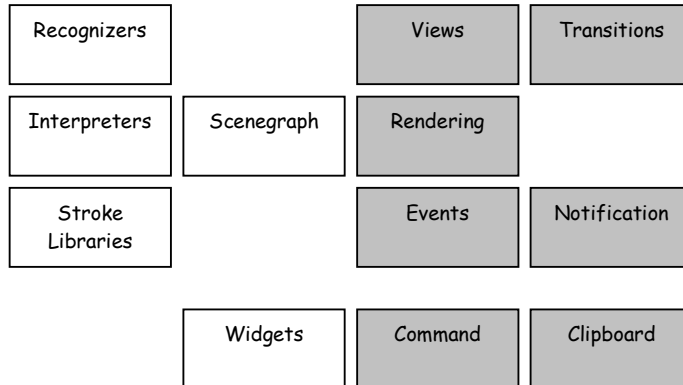 Recognizers
Views
Transitions
Interpreters
Scenegraph
Rendering
Stroke
Libraries
Events
Notification
Widgets
Command
Clipboard